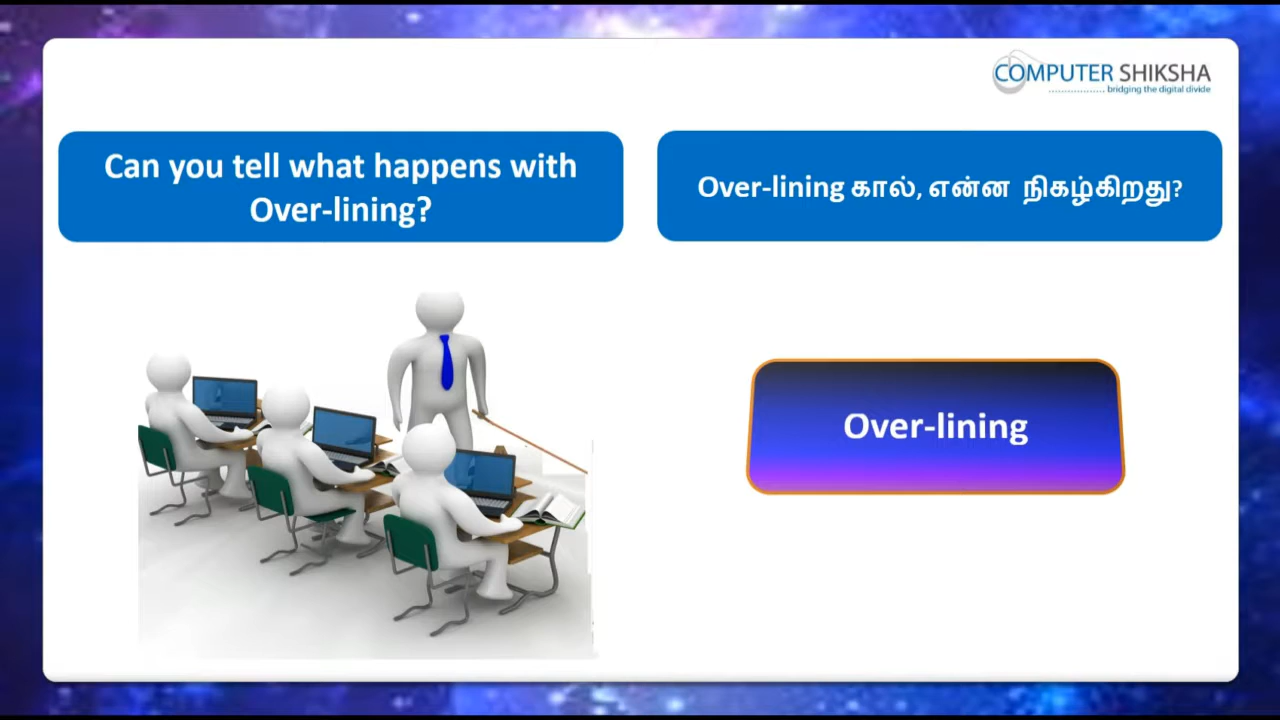 COMPUTER SHIKSHA
bridging the digital divide
Can you tell what happens with
Over-lining?
Over-lining கால், என்ன நிகழ்கிறது?
Over-lining